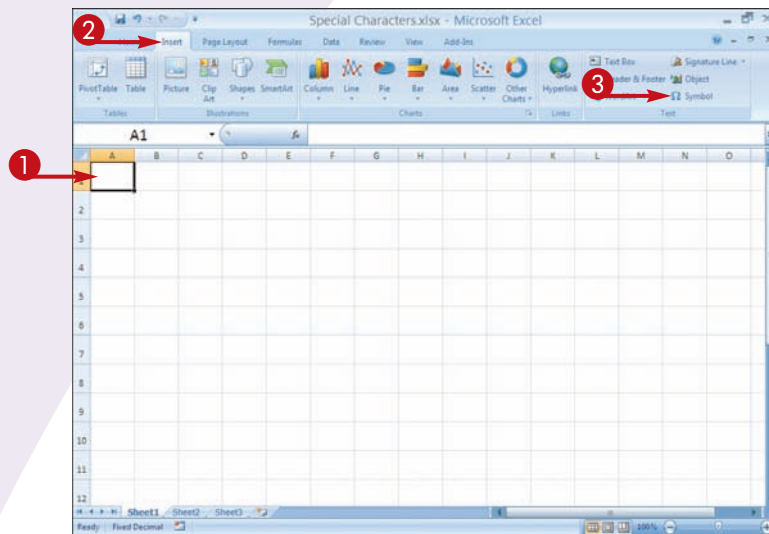 Special Characters.xlsx - Microsoft Excel
2
Insert Page Layout Formulas Data Review View Add-Ins
3
PivotTable Table Picture Clip Art Shapes SmartArt Column Line Pie Bar Area Scatter Other Charts Hyperlink
Text Box Signature Line
Header & Footer Object
Symbol
Tables Illustrations Charts Links Text
A1 fx
1
A B C D E F G H I J K L M N O
1
2
3
4
5
6
7
8
9
10
11
12
Sheet1 Sheet2 Sheet3
Ready Fixed Decimal 100%